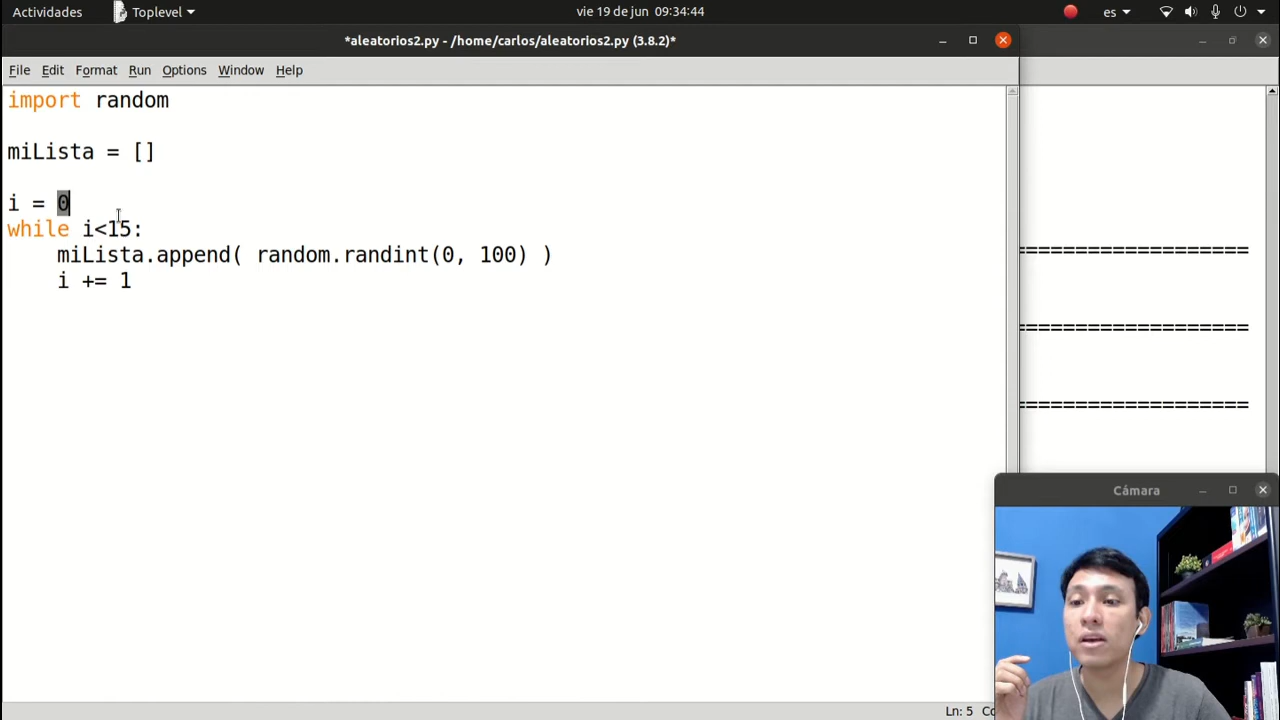 Actividades
Toplevel
vie 19 de jun 09:34:44
es
*aleatorios2.py - /home/carlos/aleatorios2.py (3.8.2)*
File Edit Format Run Options Window Help
import random
miLista = []
i = 0
while i<15:
miLista.append( random.randint(0, 100) )
i += 1
===================
===================
===================
Cámara
Ln: 5